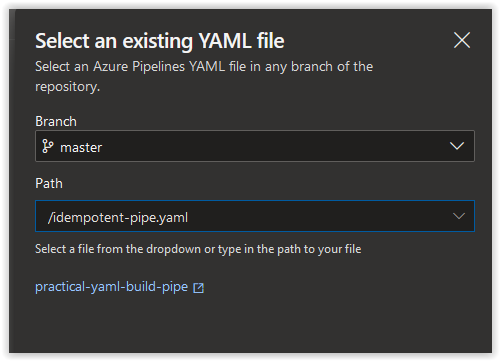 Select an existing YAML file
Select an Azure Pipelines YAML file in any branch of the
repository.
Branch
master
Path
/idempotent-pipe.yaml
Select a file from the dropdown or type in the path to your file
practical-yaml-build-pipe